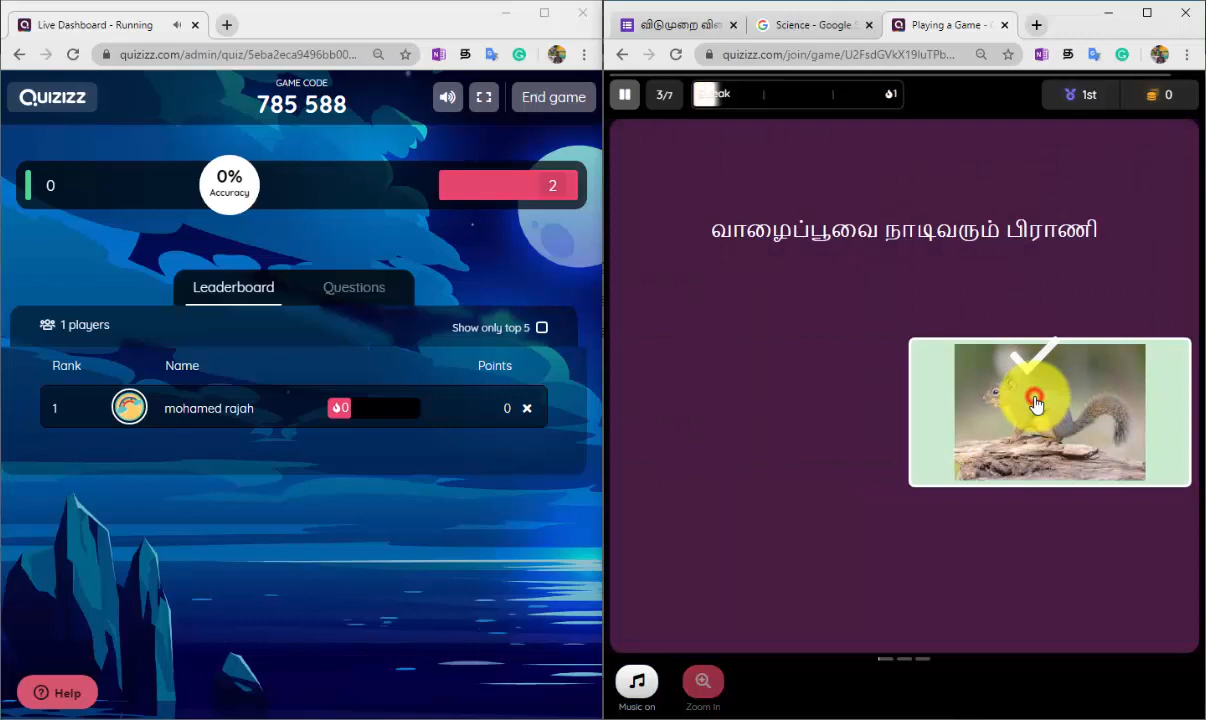 Live Dashboard - Running
quizizz.com/admin/quiz/5eba2eca9496bb00...
QUIZIZZ
GAME CODE
785 588
End game
0
0%
Accuracy
2
Leaderboard
Questions
1 players
Show only top 5
Rank
Name
Points
1
mohamed rajah
0
0
Help
விடுமுறை வின
Science - Google S
Playing a Game - 
quizizz.com/join/game/U2FsdGVkX19luTPb...
3/7
1
1st
0
வாழைப்பூவை நாடிவரும் பிராணி
Music on
Zoom In